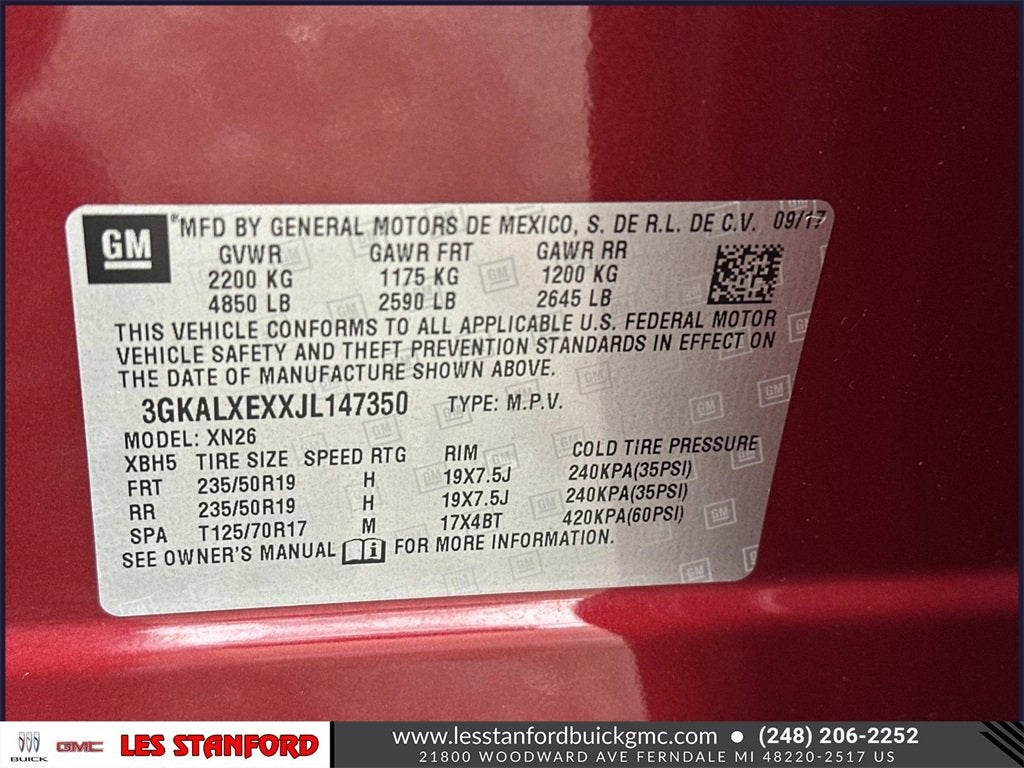 GM ®MFD BY GENERAL MOTORS DE MEXICO, S. DE R.L. DE C.V. 09/17
GVWR GAWR FRT GAWR RR
2200 KG 1175 KG 1200 KG
4850 LB 2590 LB 2645 LB
THIS VEHICLE CONFORMS TO ALL APPLICABLE U.S. FEDERAL MOTOR
VEHICLE SAFETY AND THEFT PREVENTION STANDARDS IN EFFECT ON
THE DATE OF MANUFACTURE SHOWN ABOVE.
3GKALXEXXJL147350 TYPE: M.P.V.
MODEL: XN26
XBH5 TIRE SIZE SPEED RTG RIM COLD TIRE PRESSURE
FRT 235/50R19 H 19X7.5J 240KPA(35PSI)
RR 235/50R19 H 19X7.5J 240KPA(35PSI)
SPA T125/70R17 M 17X4BT 420KPA(60PSI)
SEE OWNER'S MANUAL FOR MORE INFORMATION.
BUICK GMC LES STANFORD
www.lesstanfordbuickgmc.com • (248) 206-2252
21800 WOODWARD AVE FERNDALE MI 48220-2517 US